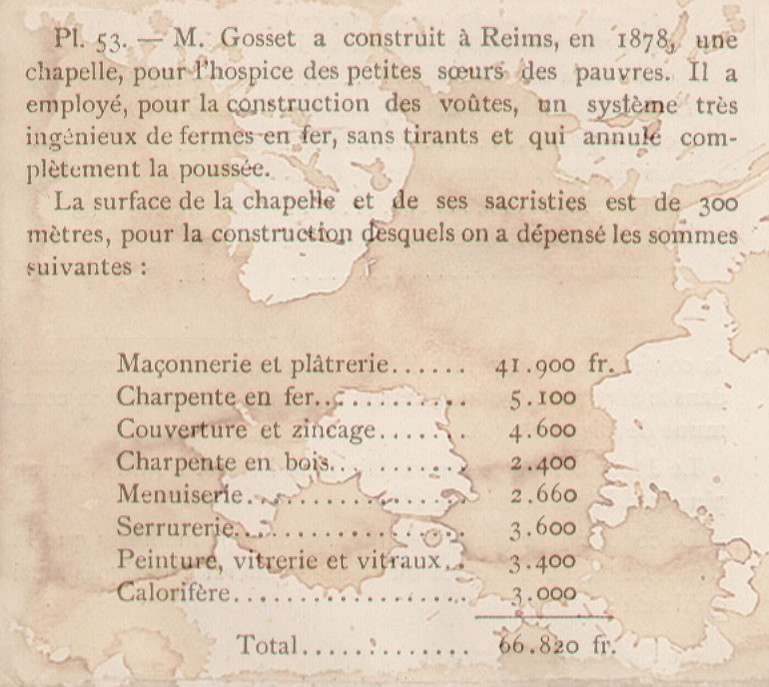 Pl. 53. — M. Gosset a construit à Reims, en 1878, une
chapelle, pour l'hospice des petites sœurs des pauvres. Il a
employé, pour la construction des voûtes, un système très
ingénieux de fermes en fer, sans tirants et qui annule com-
plètement la poussée.
La surface de la chapelle et de ses sacristies est de 300
mètres, pour la construction desquels on a dépensé les sommes
suivantes :
Maçonnerie et plâtrerie...... 41.900 fr.
Charpente en fer............ 5.100
Couverture et zincage....... 4.600
Charpente en bois.......... 2.400
Menuiserie................. 2.660
Serrurerie.................. 3.600
Peinture, vitrerie et vitraux... 3.400
Calorifère.................. 3.000
Total............. 66.820 fr.